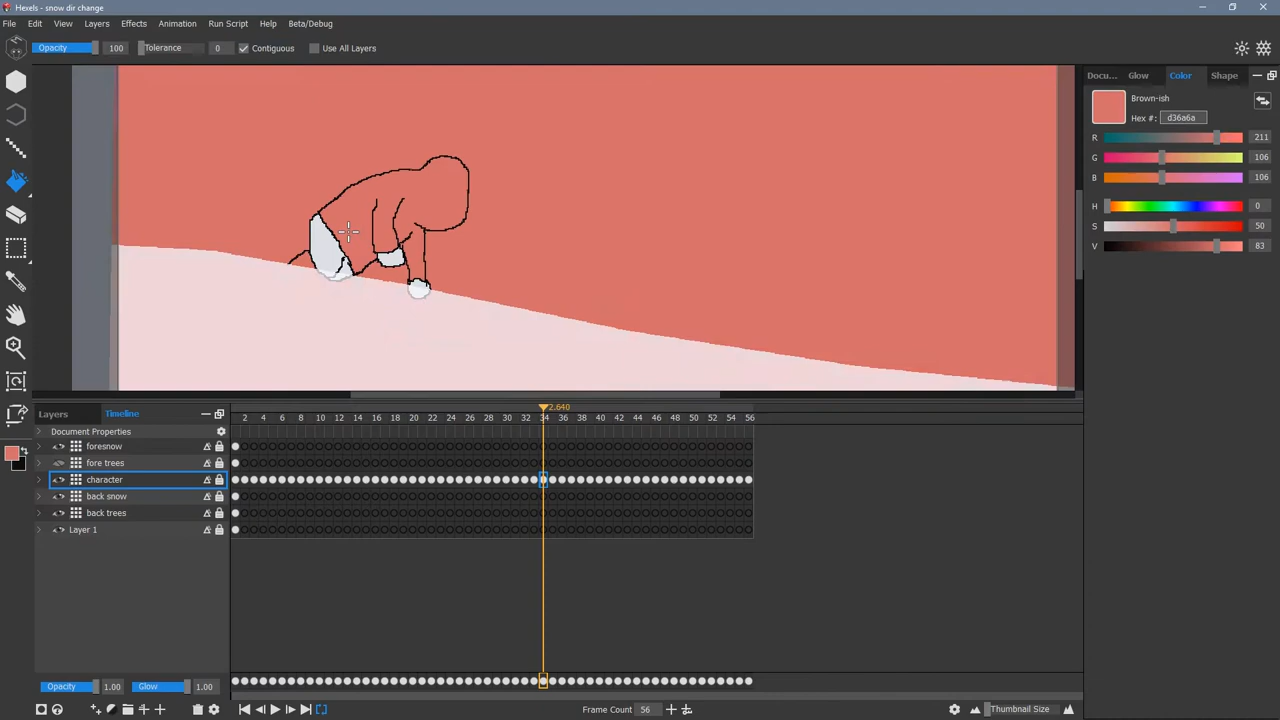 Hexels - snow dir change
File Edit View Layers Effects Animation Run Script Help Beta/Debug
Opacity 100 Tolerance 0 Contiguous Use All Layers
Docu... Glow Color Shape
Brown-ish
Hex #: d36a6a
R 211
G 106
B 106
H 0
S 50
V 83
Layers Timeline
2.640
2 4 6 8 10 12 14 16 18 20 22 24 26 28 30 32 34 36 38 40 42 44 46 48 50 52 54 56
Document Properties
foresnow
fore trees
character
back snow
back trees
Layer 1
Opacity 1.00 Glow 1.00
Frame Count 56 Thumbnail Size